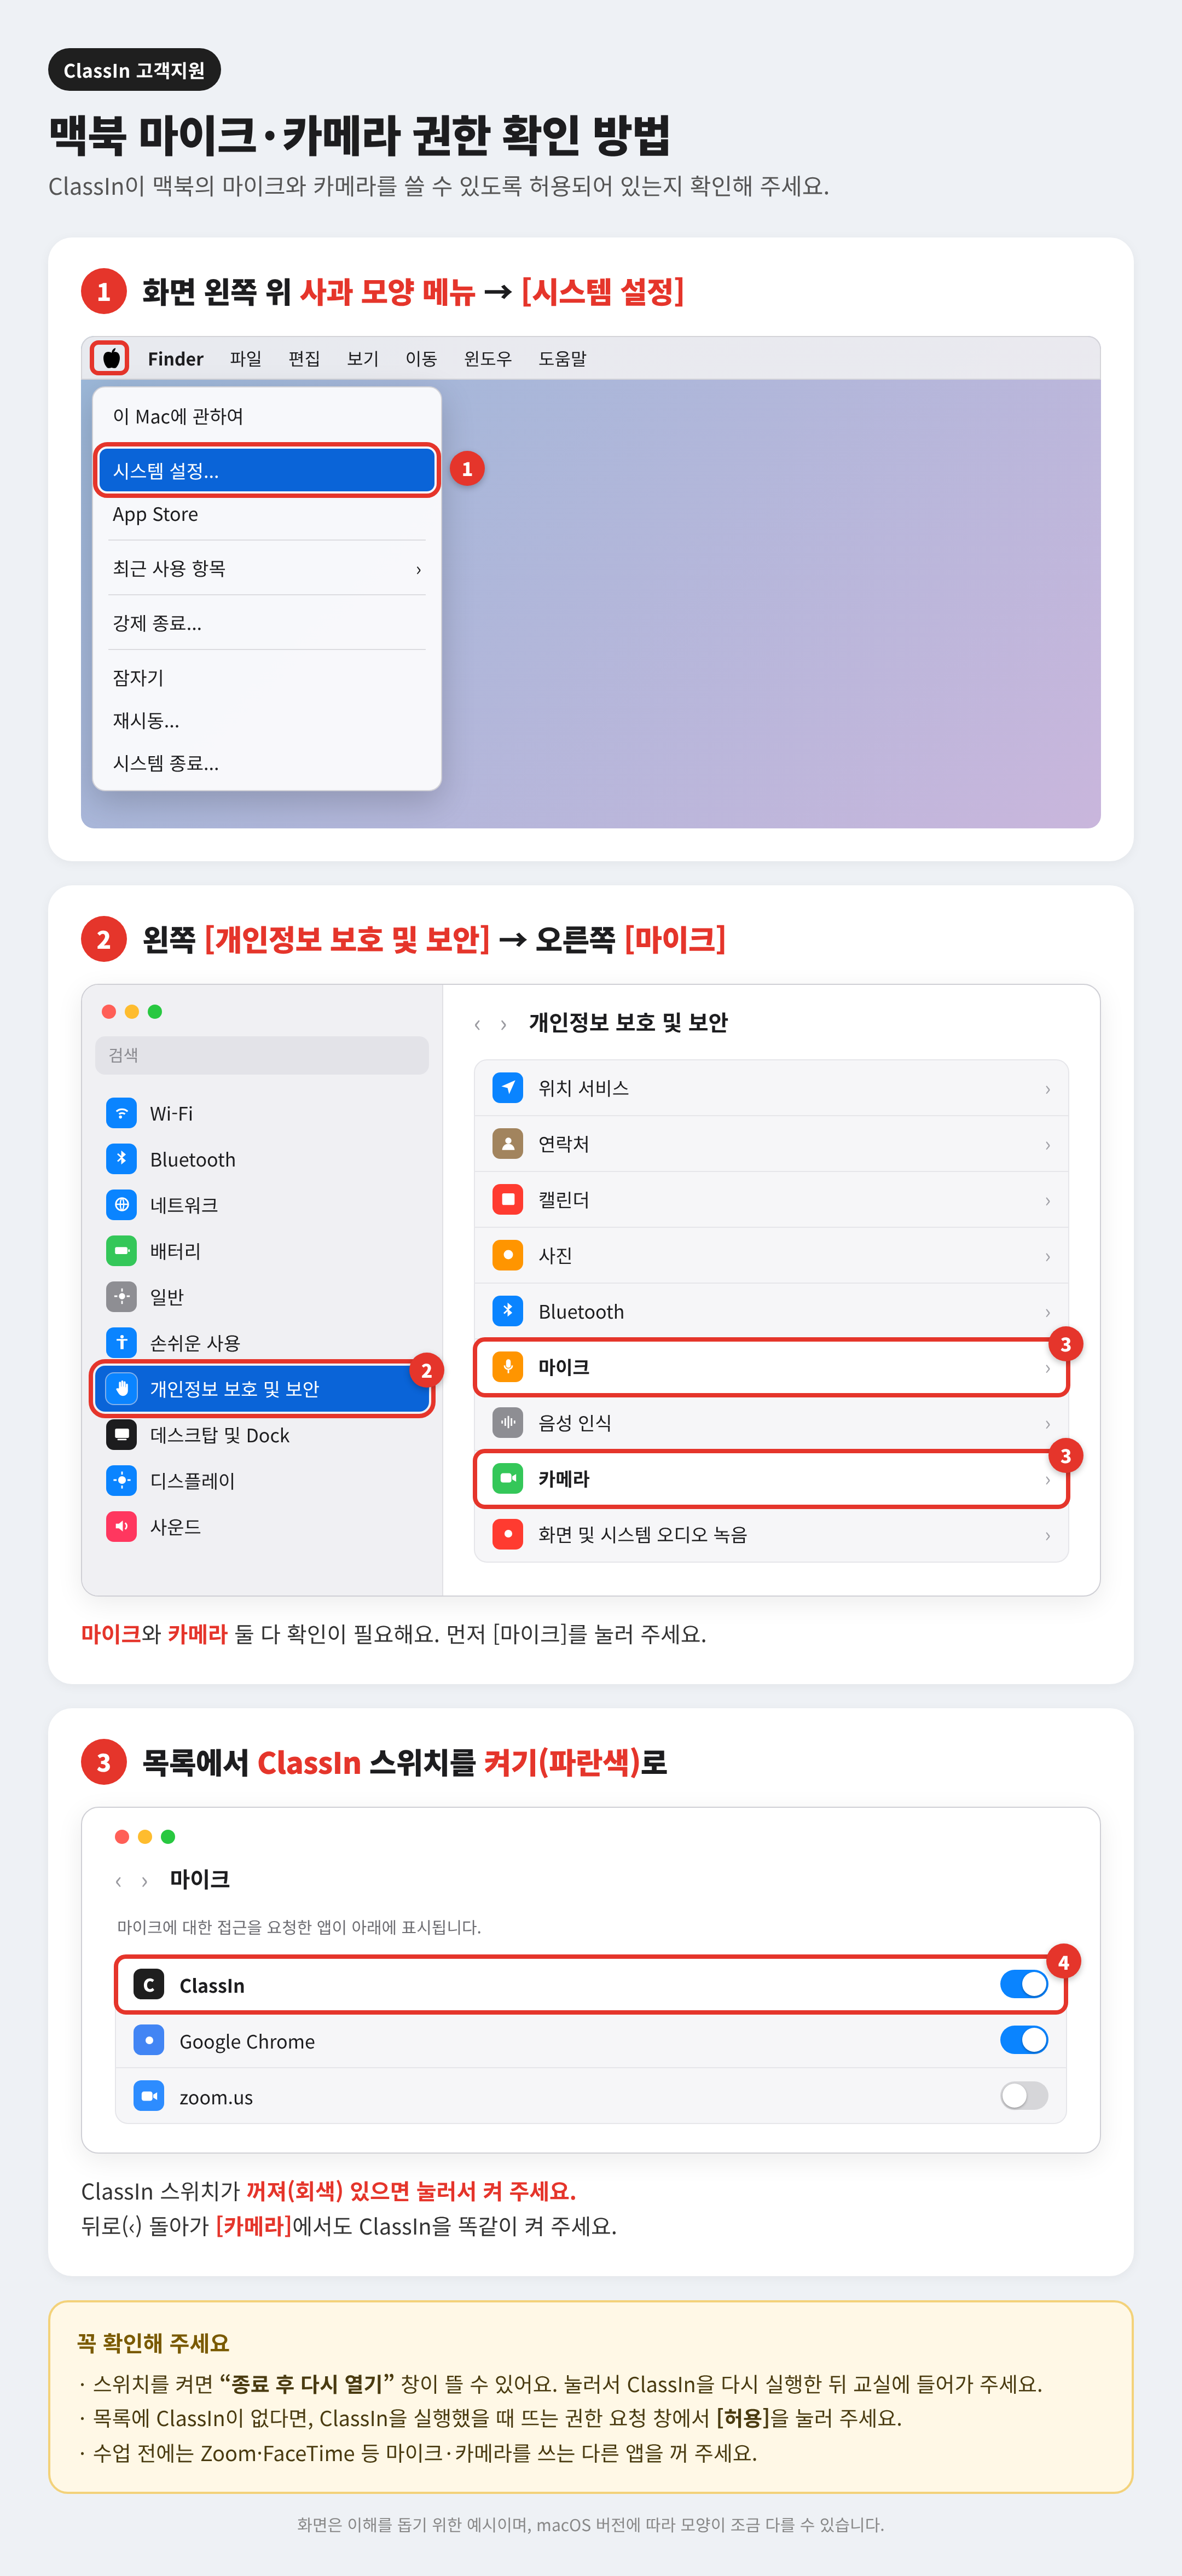 ClassIn 고객지원
맥북 마이크·카메라 권한 확인 방법
ClassIn이 맥북의 마이크와 카메라를 쓸 수 있도록 허용되어 있는지 확인해 주세요.
1 화면 왼쪽 위 사과 모양 메뉴 → [시스템 설정]
Finder 파일 편집 보기 이동 윈도우 도움말
이 Mac에 관하여
시스템 설정...
1
App Store
최근 사용 항목 ›
강제 종료...
잠자기
재시동...
시스템 종료...
2 왼쪽 [개인정보 보호 및 보안] → 오른쪽 [마이크]
검색
Wi-Fi
Bluetooth
네트워크
배터리
일반
손쉬운 사용
개인정보 보호 및 보안
2
데스크탑 및 Dock
디스플레이
사운드
‹ › 개인정보 보호 및 보안
위치 서비스 ›
연락처 ›
캘린더 ›
사진 ›
Bluetooth ›
마이크 ›
3
음성 인식 ›
카메라 ›
3
화면 및 시스템 오디오 녹음 ›
마이크와 카메라 둘 다 확인이 필요해요. 먼저 [마이크]를 눌러 주세요.
3 목록에서 ClassIn 스위치를 켜기(파란색)로
‹ › 마이크
마이크에 대한 접근을 요청한 앱이 아래에 표시됩니다.
C ClassIn
4
Google Chrome
zoom.us
ClassIn 스위치가 꺼져(회색) 있으면 눌러서 켜 주세요.
뒤로(‹) 돌아가 [카메라]에서도 ClassIn을 똑같이 켜 주세요.
꼭 확인해 주세요
· 스위치를 켜면 “종료 후 다시 열기” 창이 뜰 수 있어요. 눌러서 ClassIn을 다시 실행한 뒤 교실에 들어가 주세요.
· 목록에 ClassIn이 없다면, ClassIn을 실행했을 때 뜨는 권한 요청 창에서 [허용]을 눌러 주세요.
· 수업 전에는 Zoom·FaceTime 등 마이크·카메라를 쓰는 다른 앱을 꺼 주세요.
화면은 이해를 돕기 위한 예시이며, macOS 버전에 따라 모양이 조금 다를 수 있습니다.